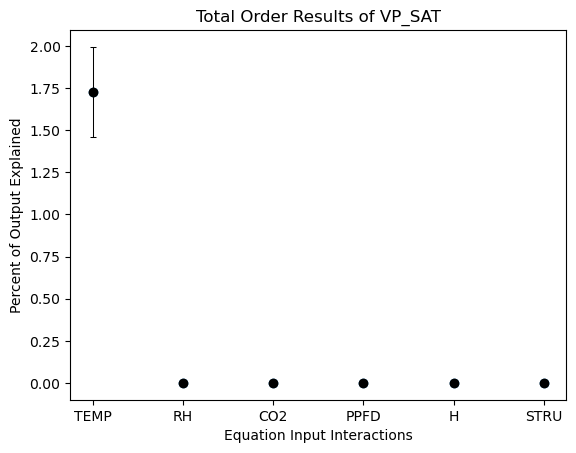 Total Order Results of VP_SAT
Percent of Output Explained
2.00
1.75
1.50
1.25
1.00
0.75
0.50
0.25
0.00
TEMP RH CO2 PPFD H STRU
Equation Input Interactions